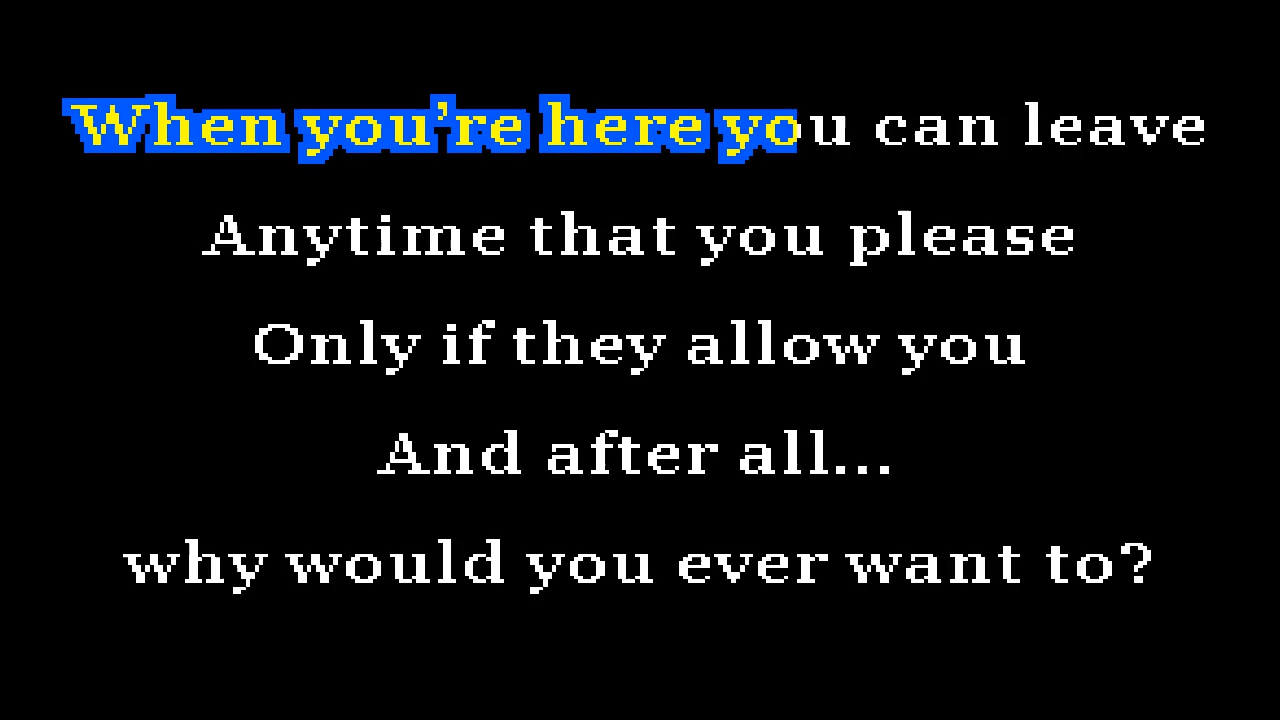 When you're here you can leave
Anytime that you please
Only if they allow you
And after all...
why would you ever want to?